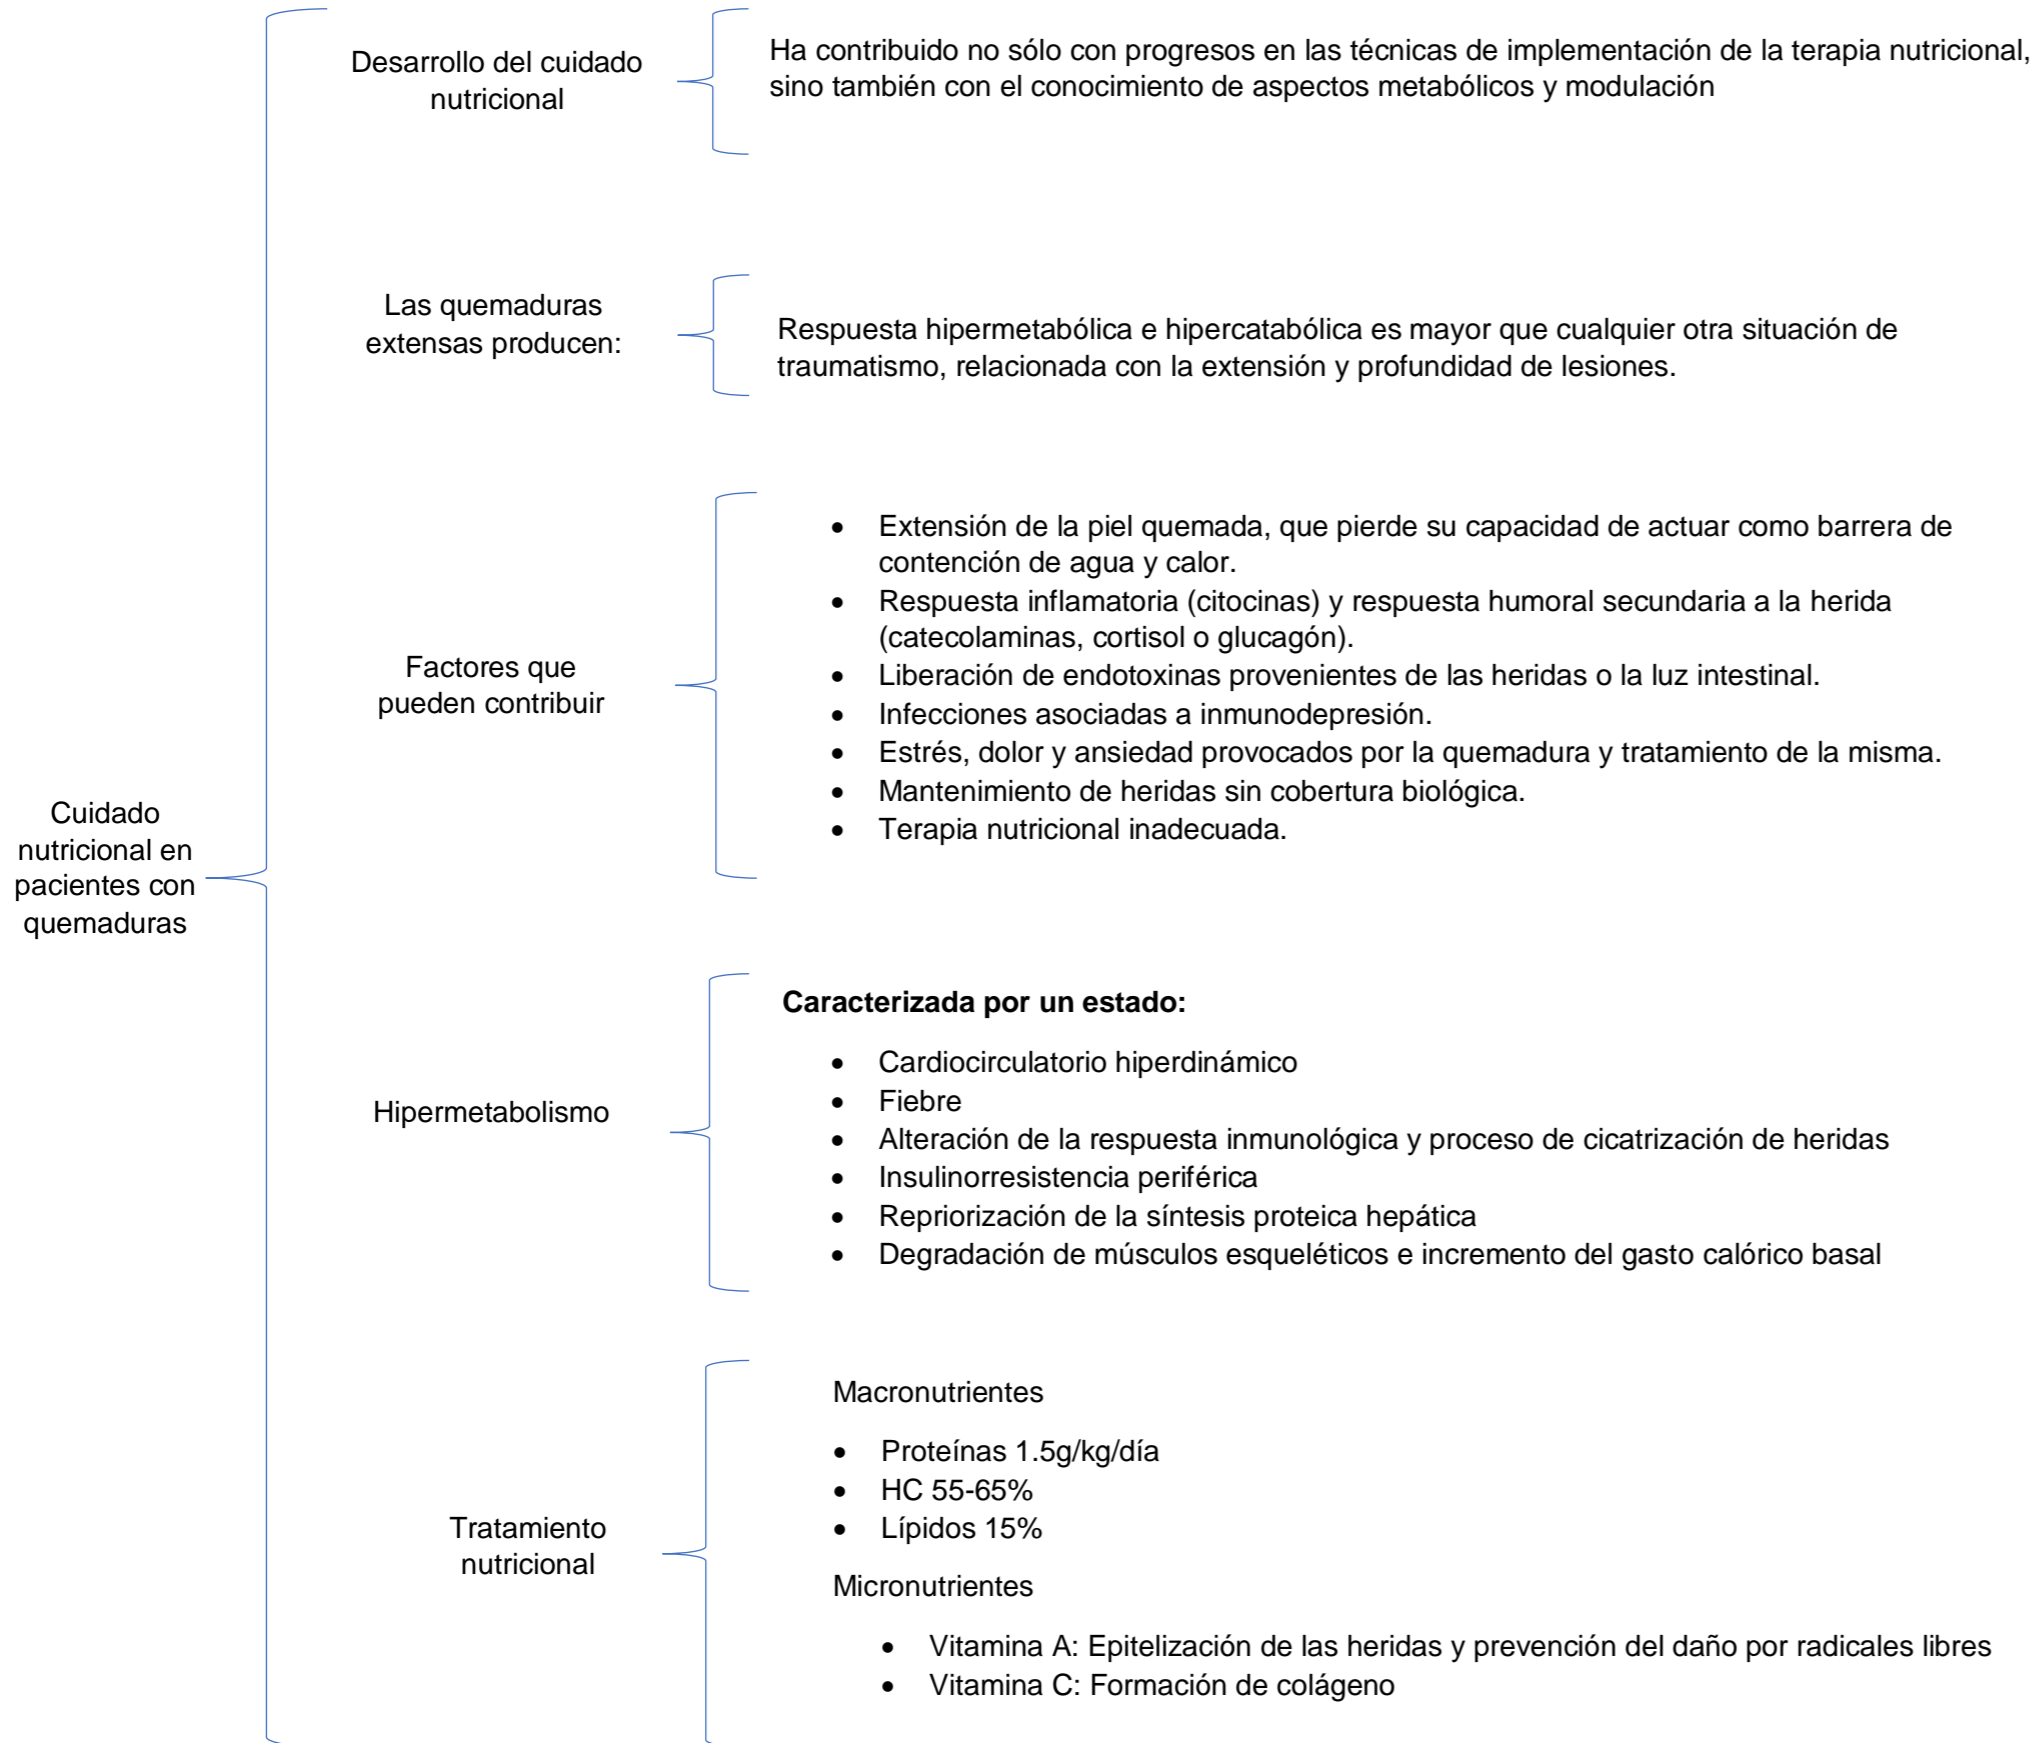 Cuidado
nutricional en
pacientes con
quemaduras
Desarrollo del cuidado
nutricional
Ha contribuido no sólo con progresos en las técnicas de implementación de la terapia nutricional,
sino también con el conocimiento de aspectos metabólicos y modulación
Las quemaduras
extensas producen:
Respuesta hipermetabólica e hipercatabólica es mayor que cualquier otra situación de
traumatismo, relacionada con la extensión y profundidad de lesiones.
Factores que
pueden contribuir
• Extensión de la piel quemada, que pierde su capacidad de actuar como barrera de
contención de agua y calor.
• Respuesta inflamatoria (citocinas) y respuesta humoral secundaria a la herida
(catecolaminas, cortisol o glucagón).
• Liberación de endotoxinas provenientes de las heridas o la luz intestinal.
• Infecciones asociadas a inmunodepresión.
• Estrés, dolor y ansiedad provocados por la quemadura y tratamiento de la misma.
• Mantenimiento de heridas sin cobertura biológica.
• Terapia nutricional inadecuada.
Hipermetabolismo
Caracterizada por un estado:
• Cardiocirculatorio hiperdinámico
• Fiebre
• Alteración de la respuesta inmunológica y proceso de cicatrización de heridas
• Insulinorresistencia periférica
• Repriorización de la síntesis proteica hepática
• Degradación de músculos esqueléticos e incremento del gasto calórico basal
Tratamiento
nutricional
Macronutrientes
• Proteínas 1.5g/kg/día
• HC 55-65%
• Lípidos 15%
Micronutrientes
• Vitamina A: Epitelización de las heridas y prevención del daño por radicales libres
• Vitamina C: Formación de colágeno